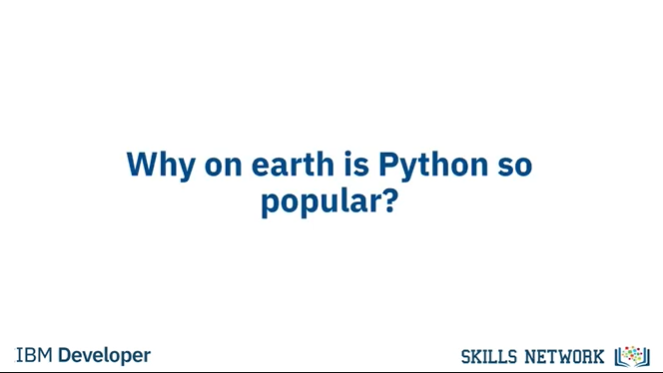 Why on earth is Python so
popular?
IBM Developer
SKILLS NETWORK